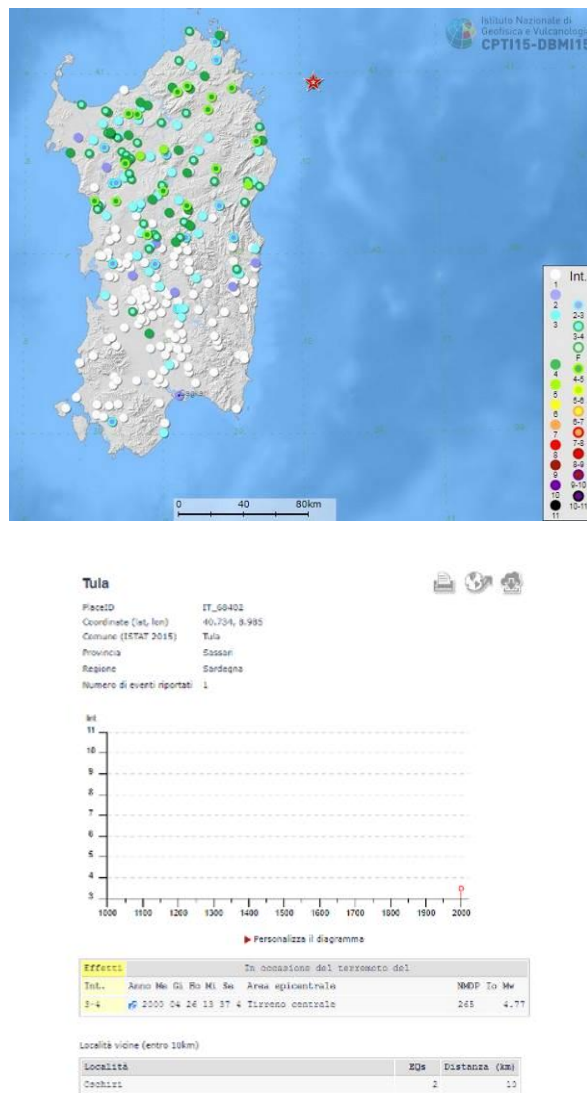 Istituto Nazionale di
Geofisica e Vulcanologia
CPTI15-DBMI15
Int.
1
2
2-3
3
3-4
F
4
4-5
5
5-6
6
6-7
7
7-8
8
8-9
9
9-10
10
10-11
11
0 40 80km
Tula
PlaceID IT_68402
Coordinate (lat, lon) 40.734, 8.985
Comune (ISTAT 2015) Tula
Provincia Sassari
Regione Sardegna
Numero di eventi riportati 1
Int
11
10
9
8
7
6
5
4
3
1000 1100 1200 1300 1400 1500 1600 1700 1800 1900 2000
Personalizza il diagramma
Effetti In occasione del terremoto del
Int. Anno Me Gi Ho Mi Se Area epicentrale NMDP Io Mw
3-4 2000 04 26 13 37 4 Tirreno centrale 265 4.77
Località vicine (entro 10km)
Località EQs Distanza (km)
Oschiri 2 10